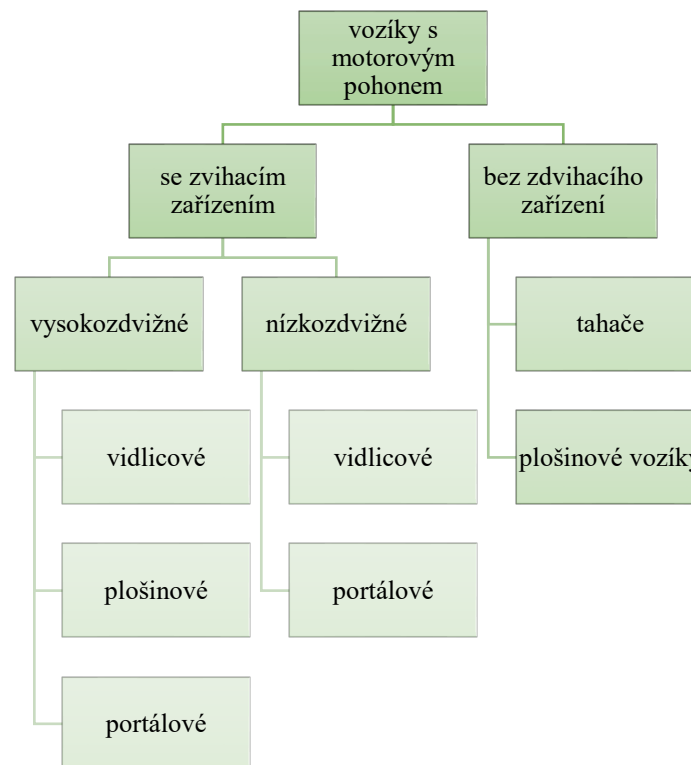 vozíky s
motorovým
pohonem
se zvihacím
zařízením
bez zdvihacího
zařízení
vysokozdvižné
nízkozdvižné
tahače
vidlicové
vidlicové
plošinové vozíky
plošinové
portálové
portálové